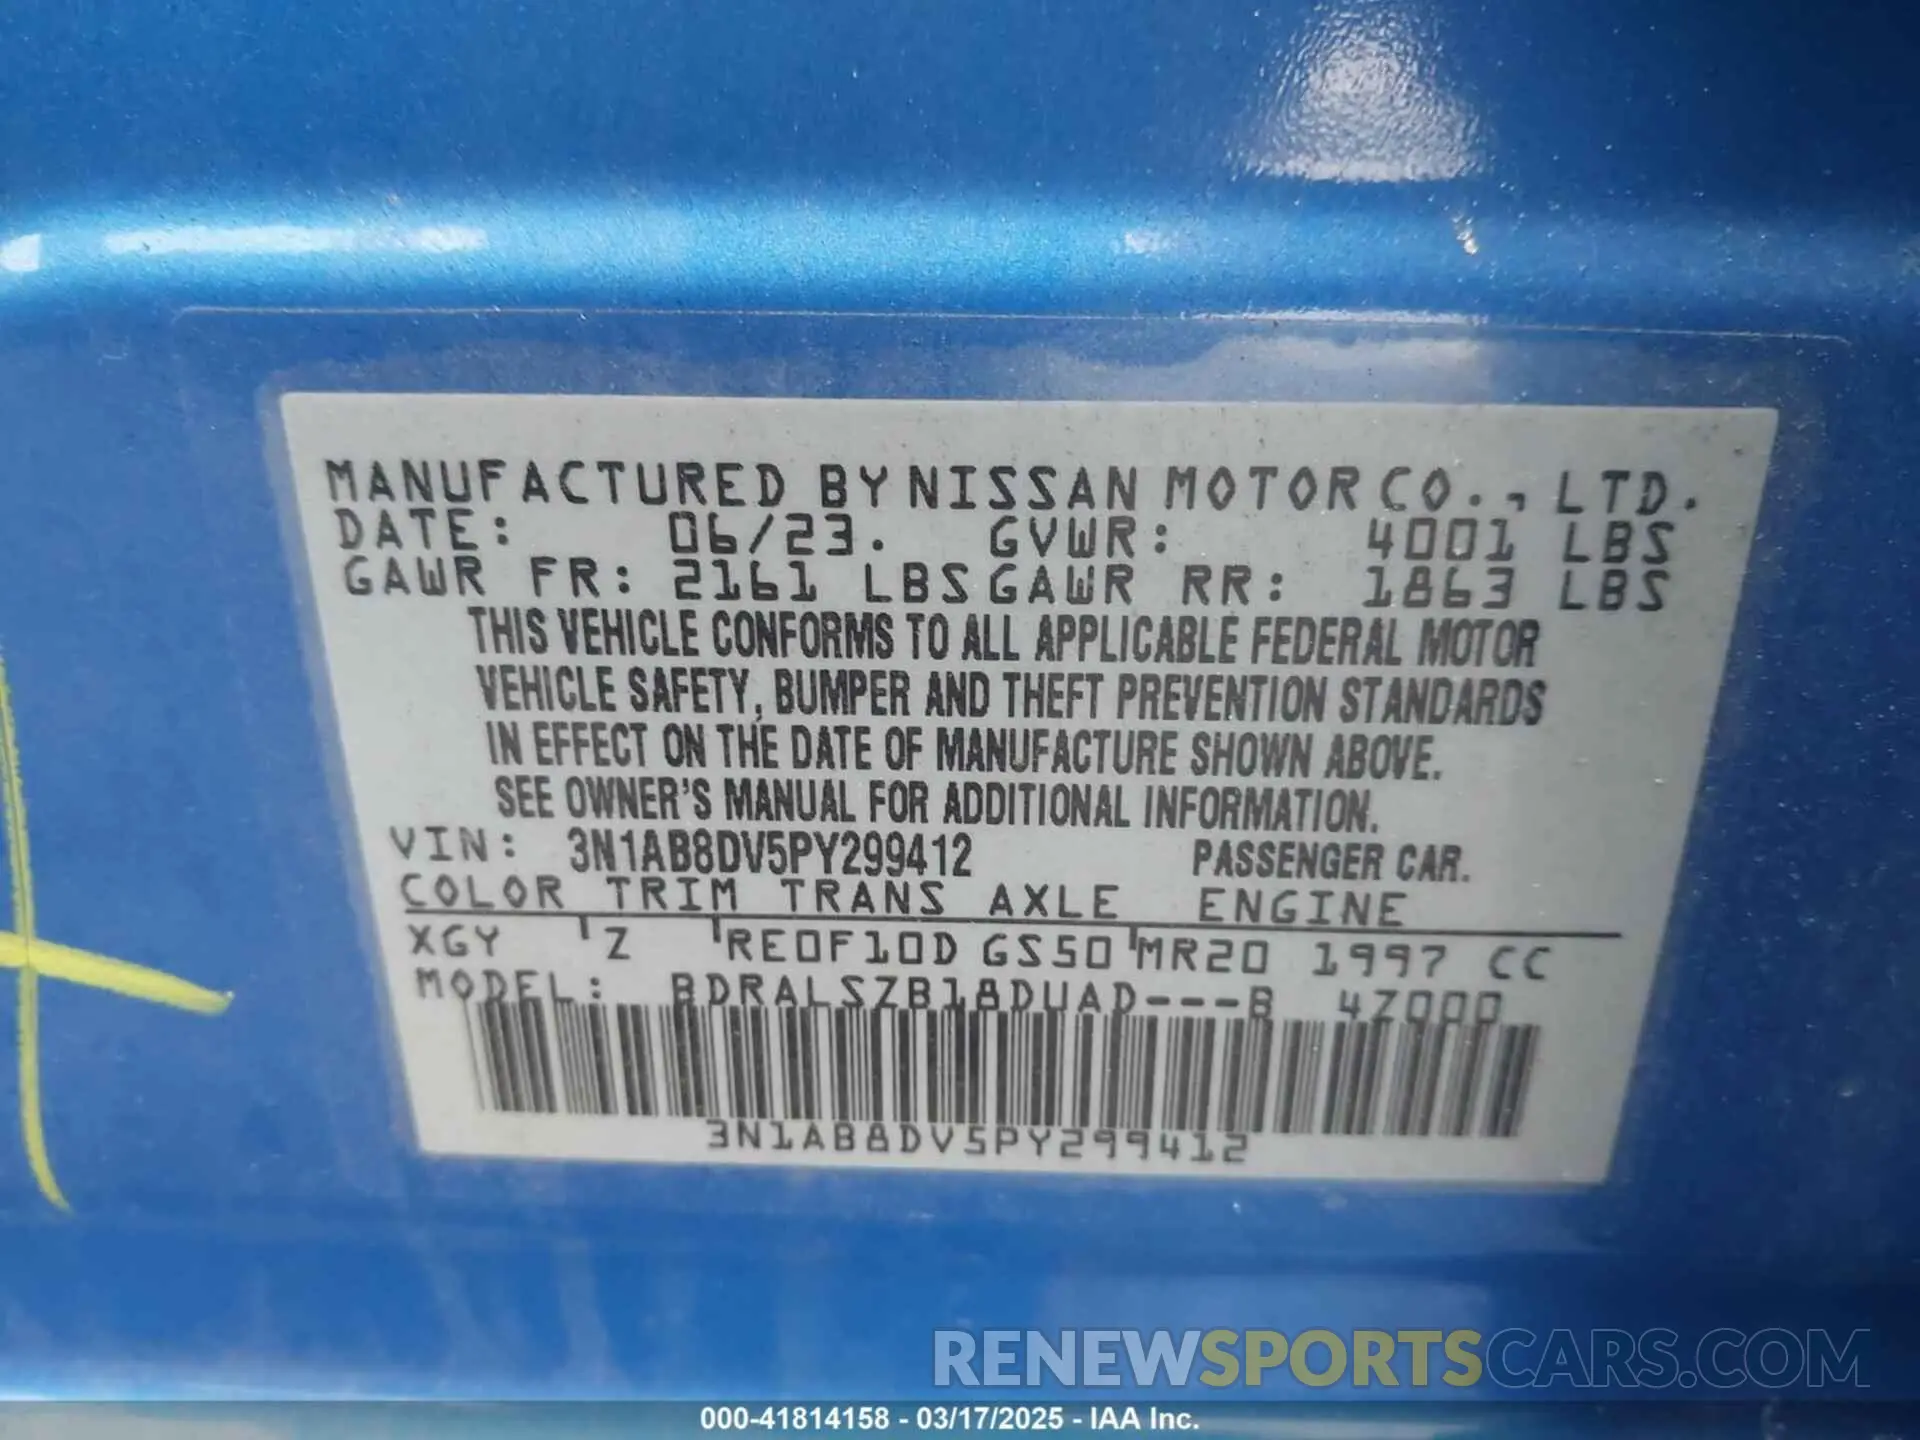 MANUFACTURED BY NISSAN MOTOR CO., LTD.
DATE: 06/23. GVWR: 4001 LBS
GAWR FR: 2161 LBS GAWR RR: 1863 LBS
THIS VEHICLE CONFORMS TO ALL APPLICABLE FEDERAL MOTOR
VEHICLE SAFETY, BUMPER AND THEFT PREVENTION STANDARDS
IN EFFECT ON THE DATE OF MANUFACTURE SHOWN ABOVE.
SEE OWNER'S MANUAL FOR ADDITIONAL INFORMATION.
VIN: 3N1AB8DV5PY299412 PASSENGER CAR.
COLOR TRIM TRANS AXLE ENGINE
XGY Z RE0F10D GS50 MR20 1997 CC
MODEL: BDRALSZB18DUAD---B 4Z000
3N1AB8DV5PY299412
RENEWSPORTSCARS.COM
000-41814158 - 03/17/2025 - IAA Inc.